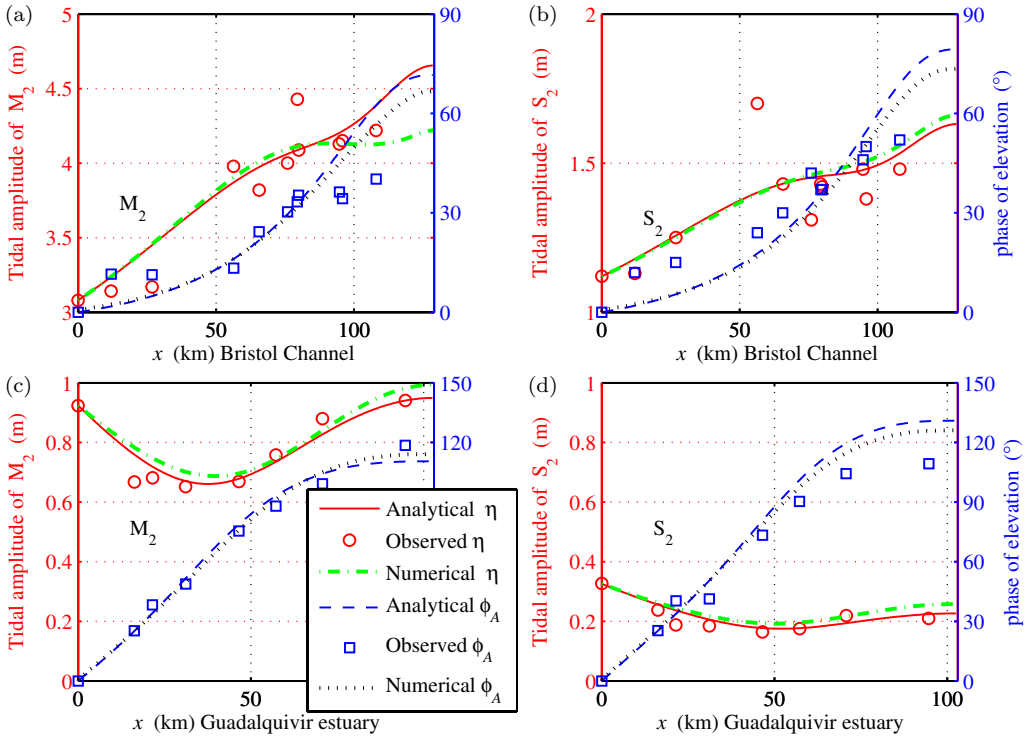 (a)
5
4.5
4
3.5
3
Tidal amplitude of M2 (m)
M2
90
60
30
0
0 50 100
x (km) Bristol Channel
(b)
2
1.5
1
Tidal amplitude of S2 (m)
S2
90
60
30
0
phase of elevation (°)
0 50 100
x (km) Bristol Channel
(c)
1
0.8
0.6
0.4
0.2
0
Tidal amplitude of M2 (m)
M2
150
120
0 50
x (km) Guadalquivir estuary
Analytical η
Observed η
Numerical η
Analytical ϕA
Observed ϕA
Numerical ϕA
(d)
1
0.8
0.6
0.4
0.2
0
Tidal amplitude of S2 (m)
S2
150
120
90
60
30
0
phase of elevation (°)
0 50 100
x (km) Guadalquivir estuary